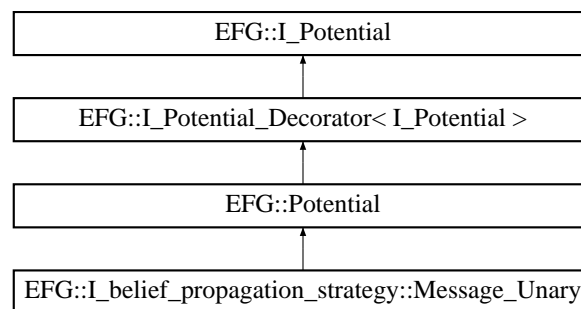 EFG::I_Potential
EFG::I_Potential_Decorator< I_Potential >
EFG::Potential
EFG::I_belief_propagation_strategy::Message_Unary